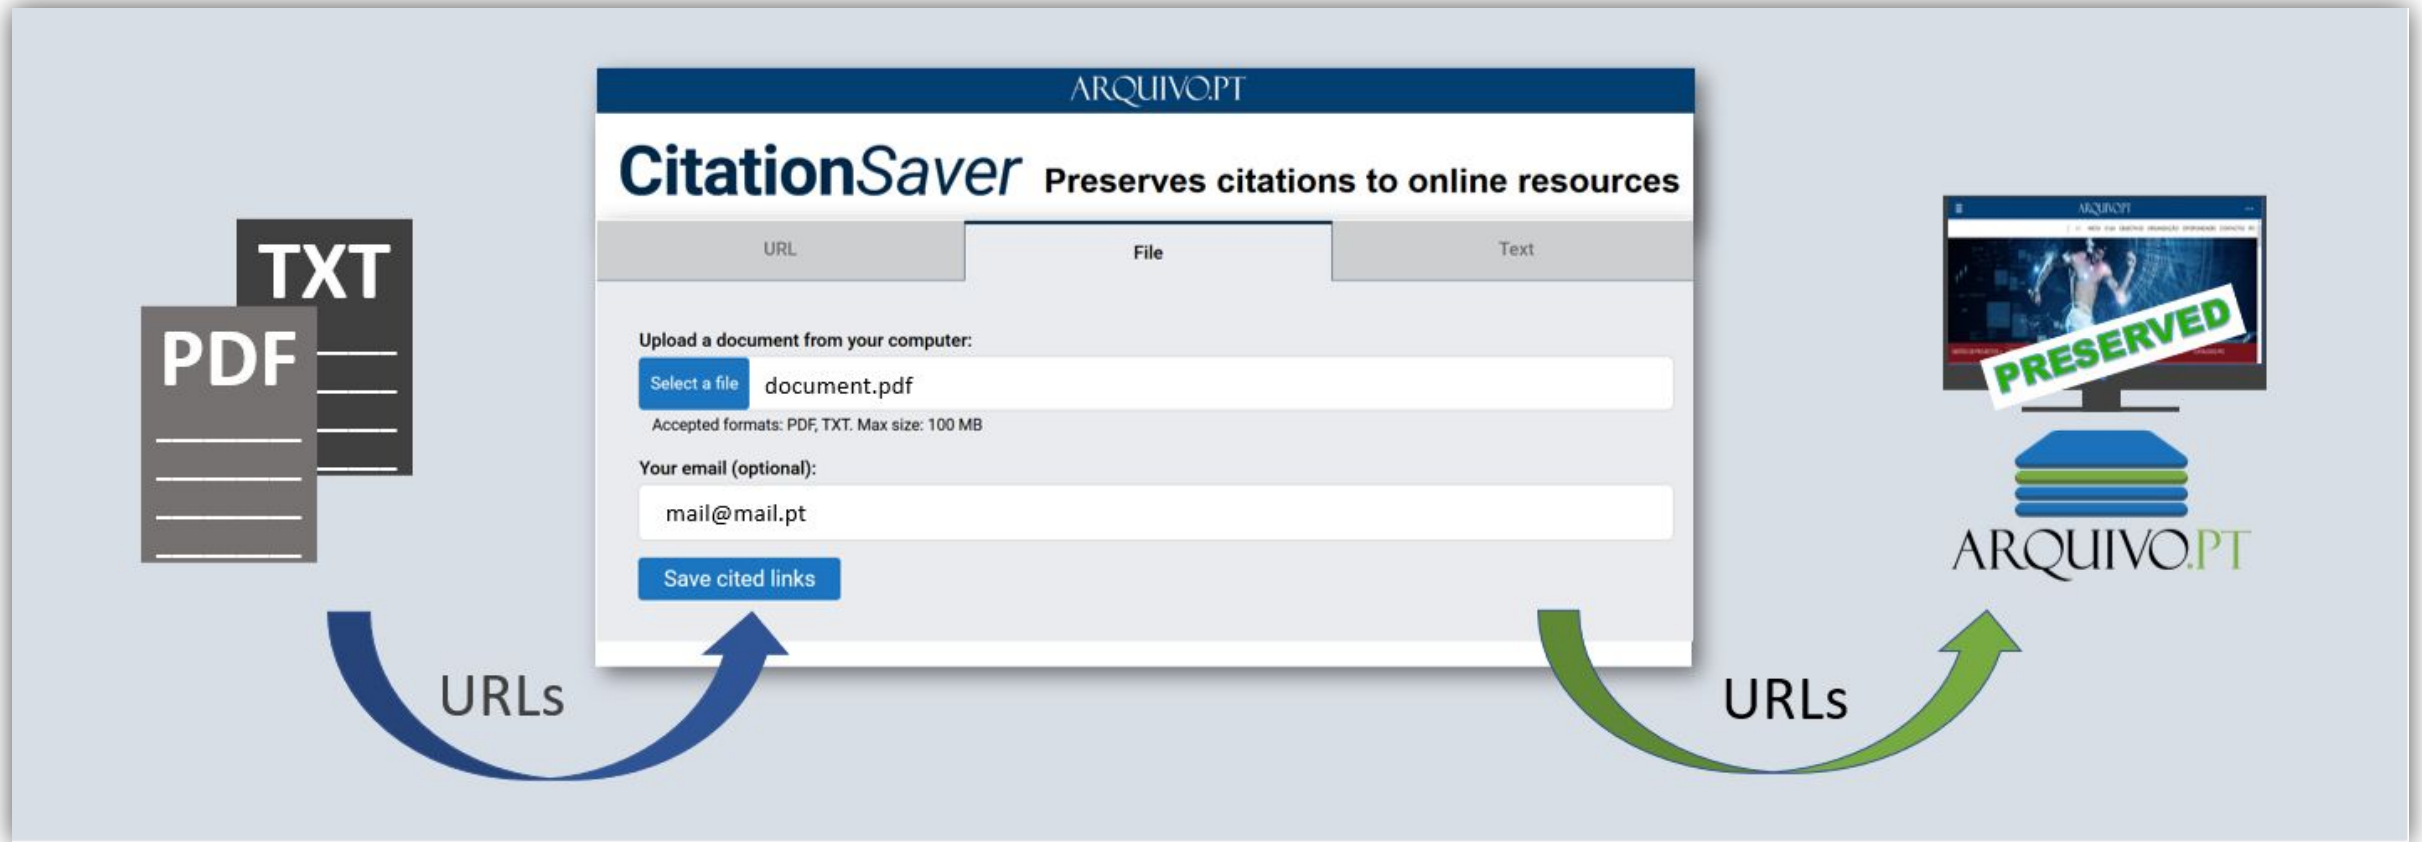 ARQUIVO.PT
CitationSaver Preserves citations to online resources
URL File Text
Upload a document from your computer:
Select a file document.pdf
Accepted formats: PDF, TXT. Max size: 100 MB
Your email (optional):
mail@mail.pt
Save cited links
TXT
PDF
URLs
URLs
ARQUIVO.PT
PRESERVED
ARQUIVO.PT